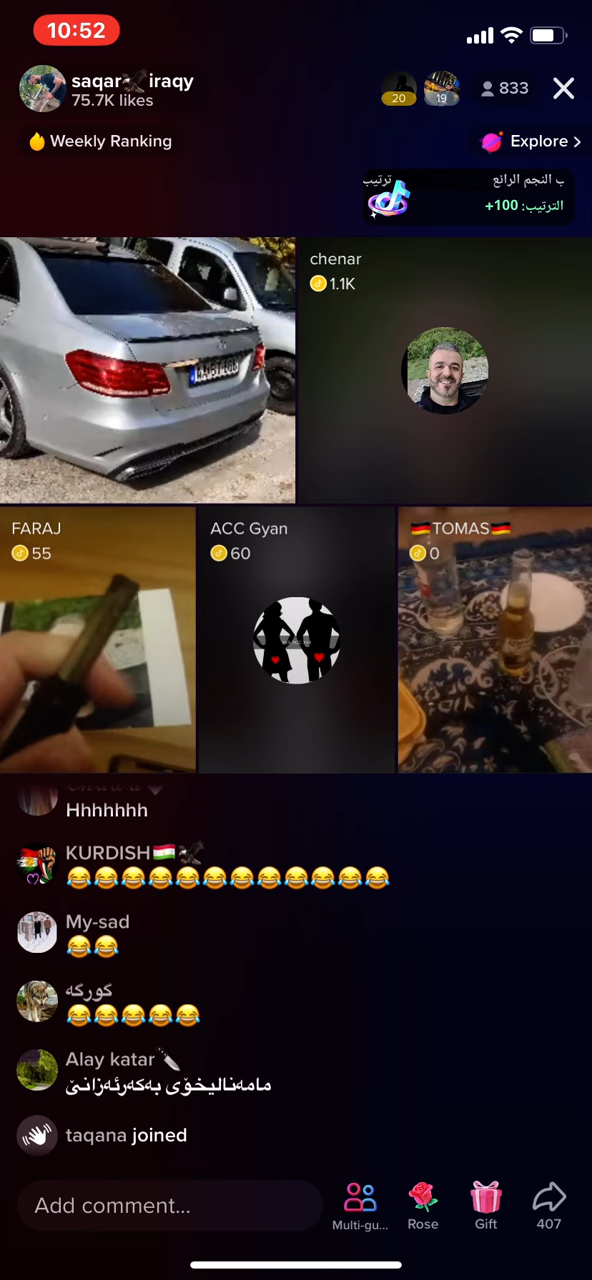 10:52
saqar🦅iraqy
75.7K likes
20
19
833
Weekly Ranking
Explore >
ترتيب
ب النجم الرائع
الترتيب: 100+
chenar
1.1K
FARAJ
55
ACC Gyan
60
🇩🇪TOMAS🇩🇪
0
Hhhhhhh
KURDISH🇹🇯🦅
😂😂😂😂😂😂😂😂😂😂😂😂
My-sad
😂😂
گورگە
😂😂😂😂😂
Alay katar🔪
مامەنالیخۆی بەکەرئەزانێ
taqana joined
Add comment...
Multi-gu...
Rose
Gift
407